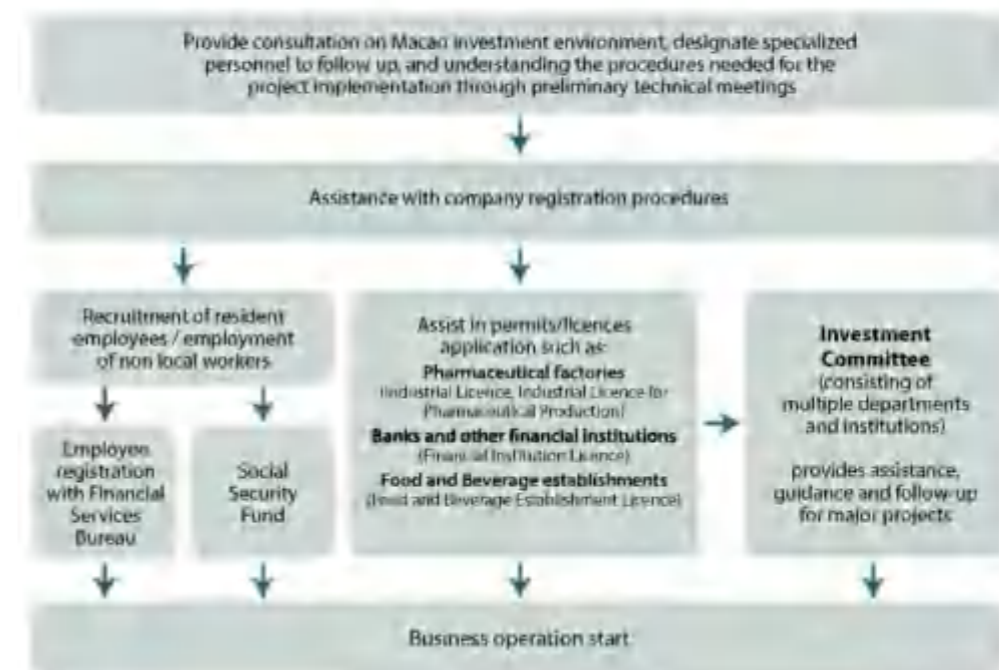 Provide consultation on Macao investment environment, designate specialized
personnel to follow up, and understanding the procedures needed for the
project implementation through preliminary technical meetings
Assistance with company registration procedures
Recruitment of resident
employees / employment
of non local workers
Employee
registration
with Financial
Services
Bureau
Social
Security
Fund
Assist in permits/licences
application such as:
Pharmaceutical factories
(Industrial Licence, Industrial Licence for
Pharmaceutical Production)
Banks and other financial institutions
(Financial Institution Licence)
Food and Beverage establishments
(Food and Beverage Establishment Licence)
Investment
Committee
(consisting of
multiple departments
and institutions)
provides assistance,
guidance and follow-up
for major projects
Business operation start